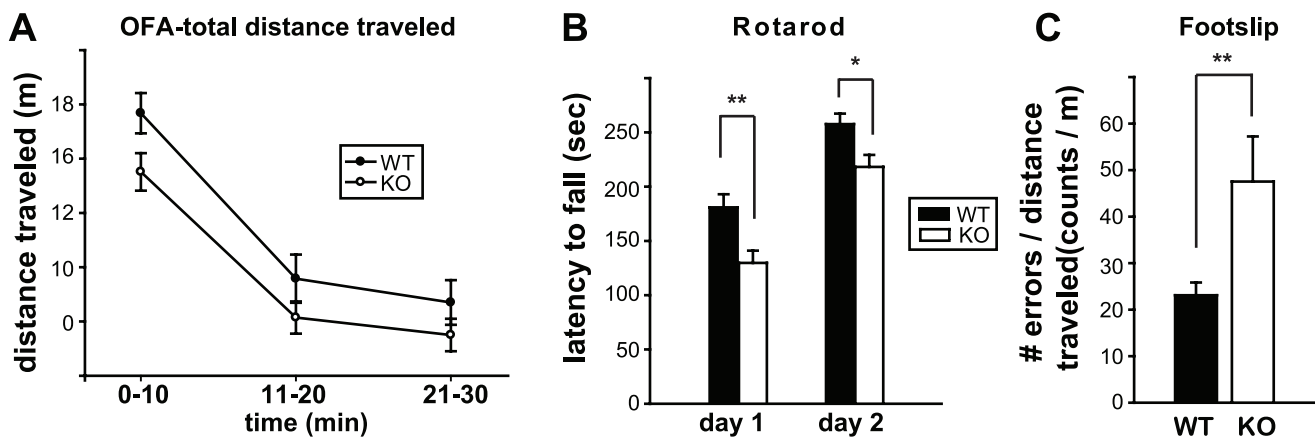 A
OFA-total distance traveled
distance traveled (m)
18
16
12
10
0
WT
KO
0-10
11-20
21-30
time (min)
B
Rotarod
latency to fall (sec)
250
200
150
100
50
0
**
*
WT
KO
day 1
day 2
C
Footslip
# errors / distance
traveled(counts / m)
60
50
40
30
20
10
0
**
WT
KO